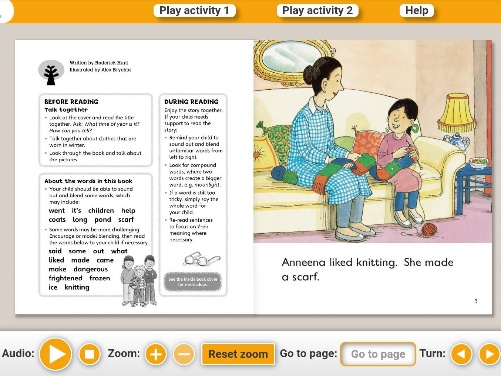 Play activity 1
Play activity 2
Help
Written by Roderick Hunt
Illustrated by Alex Brychta
BEFORE READING
Talk together
• Look at the cover and read the title
together. Ask: What time of year is it?
How can you tell?
• Talk together about clothes that are
worn in winter.
• Look through the book and talk about
the pictures.
About the words in this book
• Your child should be able to sound
out and blend some words, which
may include:
went it's children help
coats long pond scarf
• Some words may be more challenging.
Encourage or model blending, then read
the words below to your child if necessary.
said some out what
liked made came
make dangerous
frightened frozen
ice knitting
DURING READING
Enjoy the story together.
If your child needs
support to read the
story:
• Remind your child to
sound out and blend
unfamiliar words from
left to right.
• Look for compound
words, where two
words create a bigger
word, e.g. moonlight.
• If a word is still too
tricky, simply say the
whole word for
your child.
• Re-read sentences
to focus on their
meaning where
necessary.
See the inside back cover
for more ideas.
Anneena liked knitting. She made
a scarf.
Audio:
Zoom:
Reset zoom
Go to page:
Go to page
Turn: